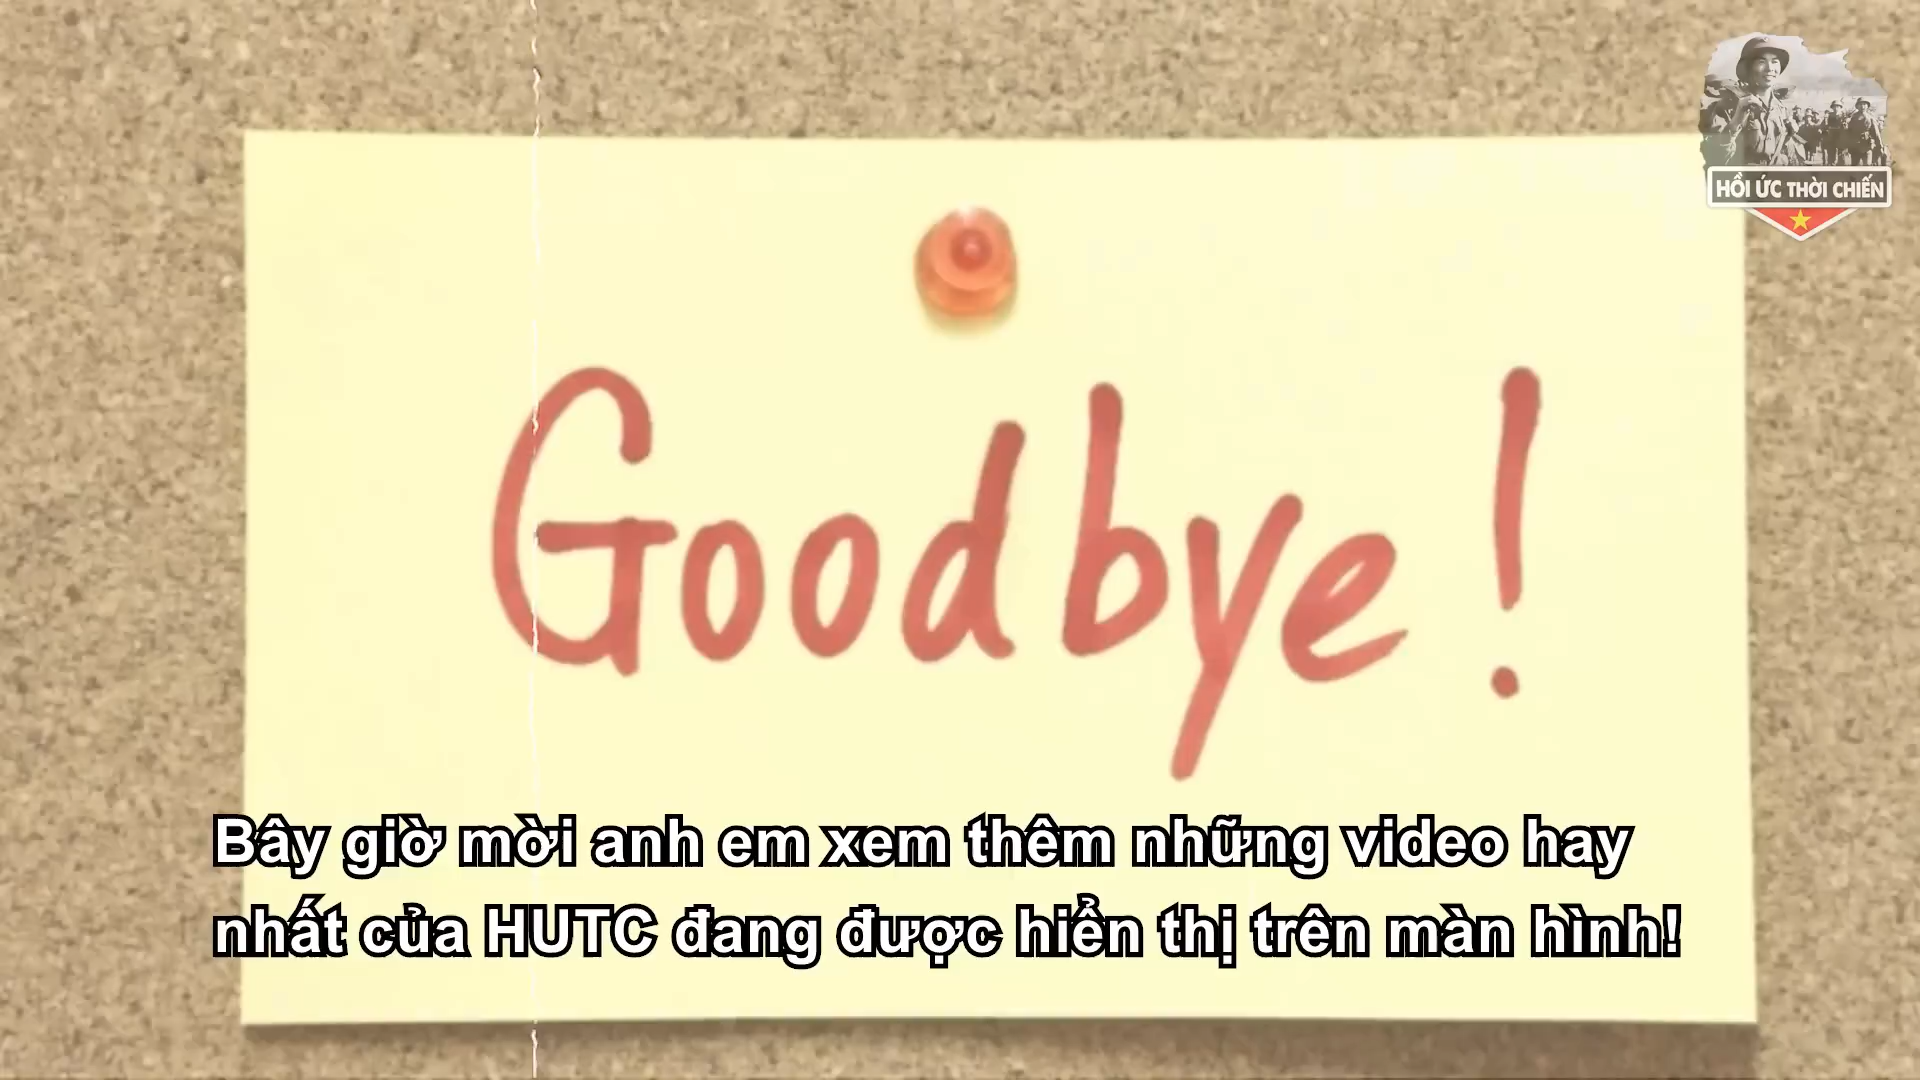 HỒI ỨC THỜI CHIẾN
Goodbye!
Bây giờ mời anh em xem thêm những video hay
nhất của HUTC đang được hiển thị trên màn hình!